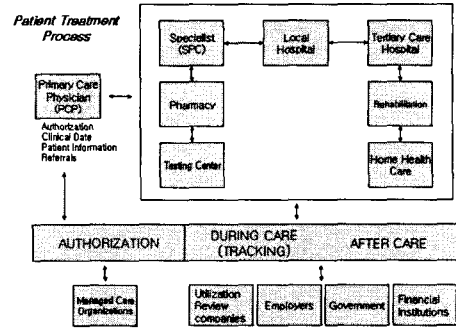 Patient Treatment
Process
Specialist
(SPC)
Local
Hospital
Tertiary Care
Hospital
Primary Care
Physician
(PCP)
Pharmacy
Rehabilitation
Authorization
Clinical Date
Patient Information
Referrals
Testing Center
Home Health
Care
AUTHORIZATION
DURING CARE
(TRACKING)
AFTER CARE
Managed Care
Organizations
Utilization
Review
companies
Employers
Government
Financial
Institutions